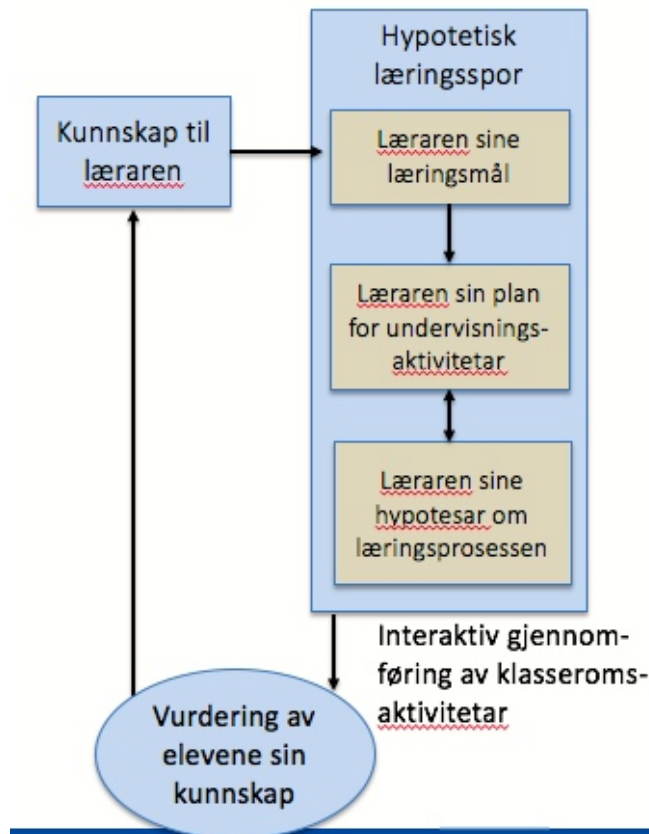 Hypotetisk
læringsspor
Kunnskap til
læraren
Læraren sine
læringsmål
Læraren sin plan
for undervisnings-
aktivitetar
Læraren sine
hypotesar om
læringsprosessen
Interaktiv gjennom-
føring av klasseroms-
aktivitetar
Vurdering av
elevene sin
kunnskap